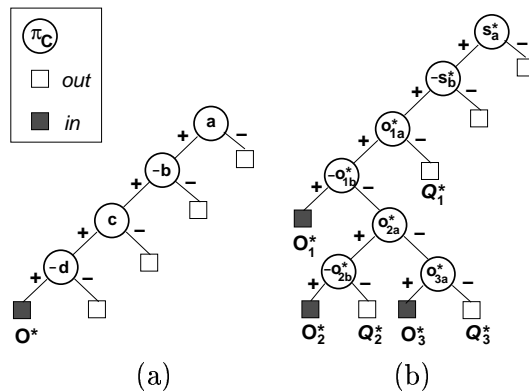 π_C
out
in
a
+ −
-b
+ −
c
+ −
-d
+ −
O*
(a)
s*_a
+ −
-s*_b
+ −
o*_1a
+ −
-o*_1b
Q*_1
+ −
O*_1
o*_2a
+ −
-o*_2b
o*_3a
+ − + −
O*_2 Q*_2 O*_3 Q*_3
(b)